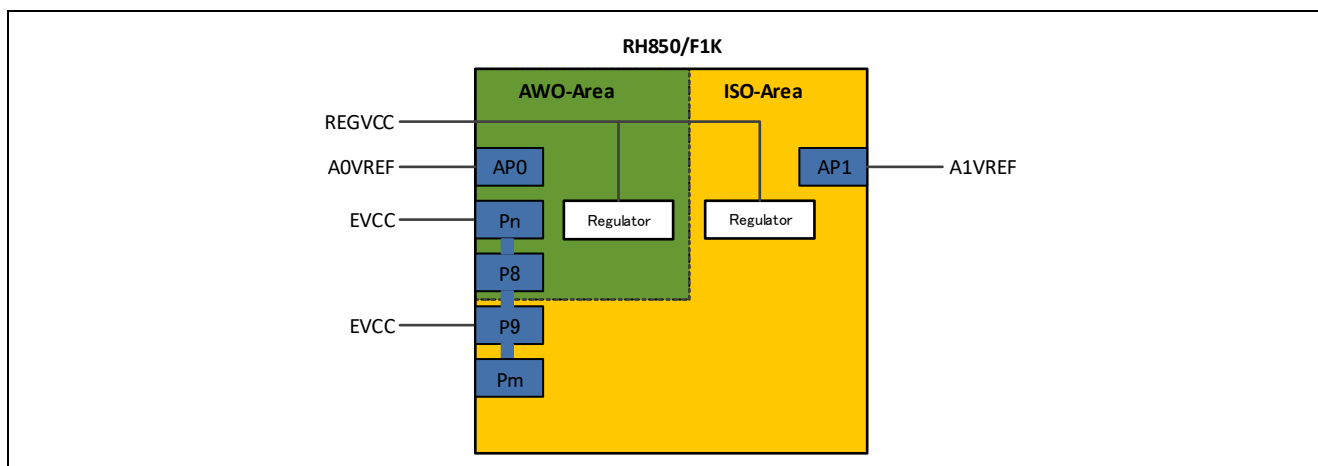 RH850/F1K
AWO-Area ISO-Area
REGVCC
A0VREF AP0 AP1 A1VREF
EVCC Pn Regulator Regulator
P8
EVCC P9
Pm